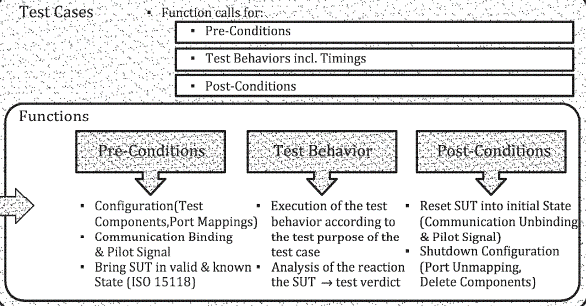 Test Cases
▪ Function calls for:
▪ Pre-Conditions
▪ Test Behaviors incl. Timings
▪ Post-Conditions
Functions
Pre-Conditions
▪ Configuration(Test
Components,Port Mappings)
▪ Communication Binding
& Pilot Signal
▪ Bring SUT in valid & known
State (ISO 15118)
Test Behavior
▪ Execution of the test
behavior according to
the test purpose of the
test case
▪ Analysis of the reaction
the SUT → test verdict
Post-Conditions
▪ Reset SUT into initial State
(Communication Unbinding
& Pilot Signal)
▪ Shutdown Configuration
(Port Unmapping,
Delete Components)